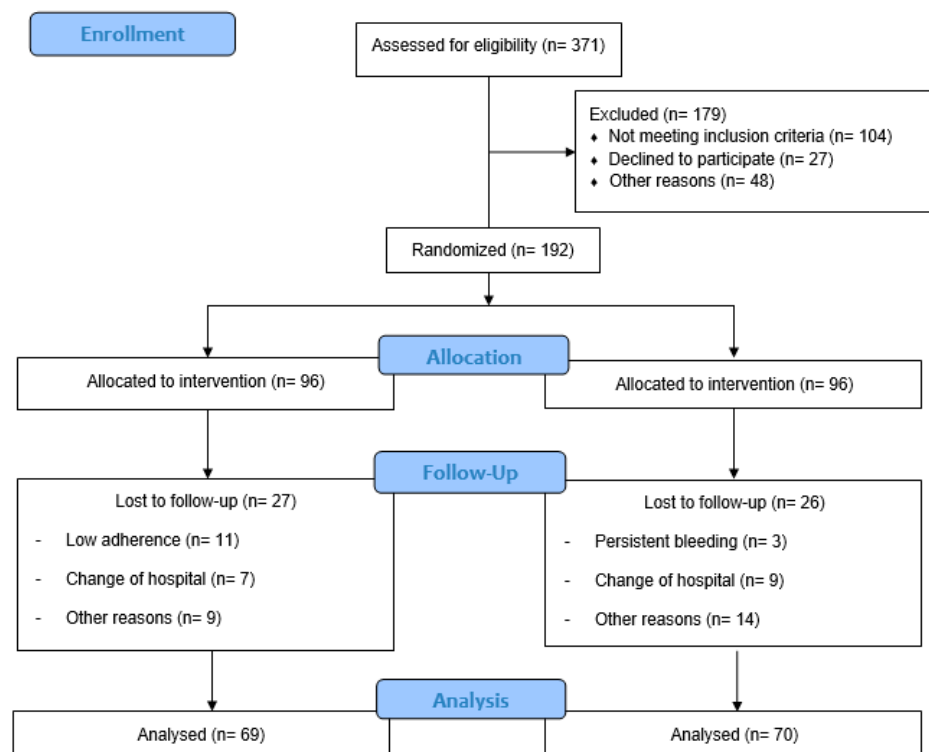 Enrollment
Assessed for eligibility (n= 371)
Excluded (n= 179)
♦ Not meeting inclusion criteria (n= 104)
♦ Declined to participate (n= 27)
♦ Other reasons (n= 48)
Randomized (n= 192)
Allocation
Allocated to intervention (n= 96)
Allocated to intervention (n= 96)
Follow-Up
Lost to follow-up (n= 27)
- Low adherence (n= 11)
- Change of hospital (n= 7)
- Other reasons (n= 9)
Lost to follow-up (n= 26)
- Persistent bleeding (n= 3)
- Change of hospital (n= 9)
- Other reasons (n= 14)
Analysis
Analysed (n= 69)
Analysed (n= 70)